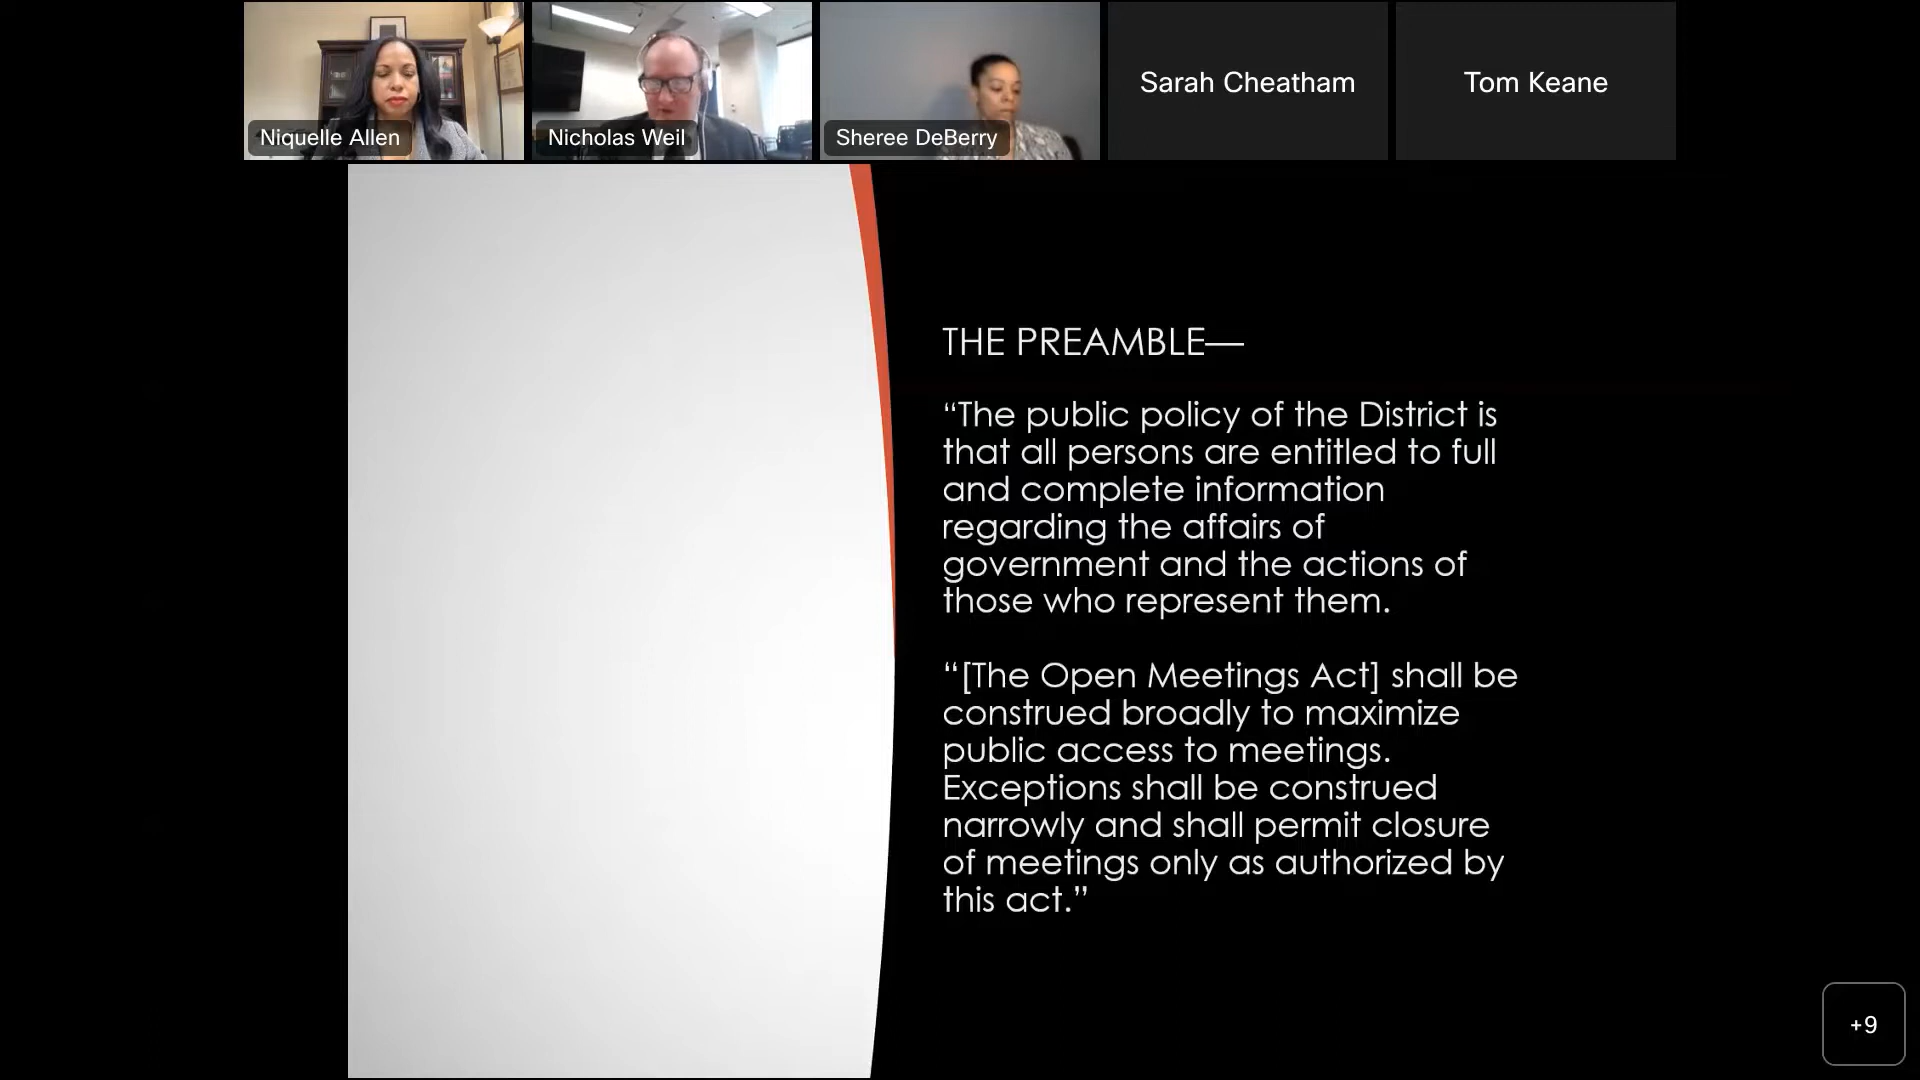 Niquelle Allen
Nicholas Weil
Sheree DeBerry
Sarah Cheatham
Tom Keane
THE PREAMBLE—
“The public policy of the District is
that all persons are entitled to full
and complete information
regarding the affairs of
government and the actions of
those who represent them.
“[The Open Meetings Act] shall be
construed broadly to maximize
public access to meetings.
Exceptions shall be construed
narrowly and shall permit closure
of meetings only as authorized by
this act.”
+9